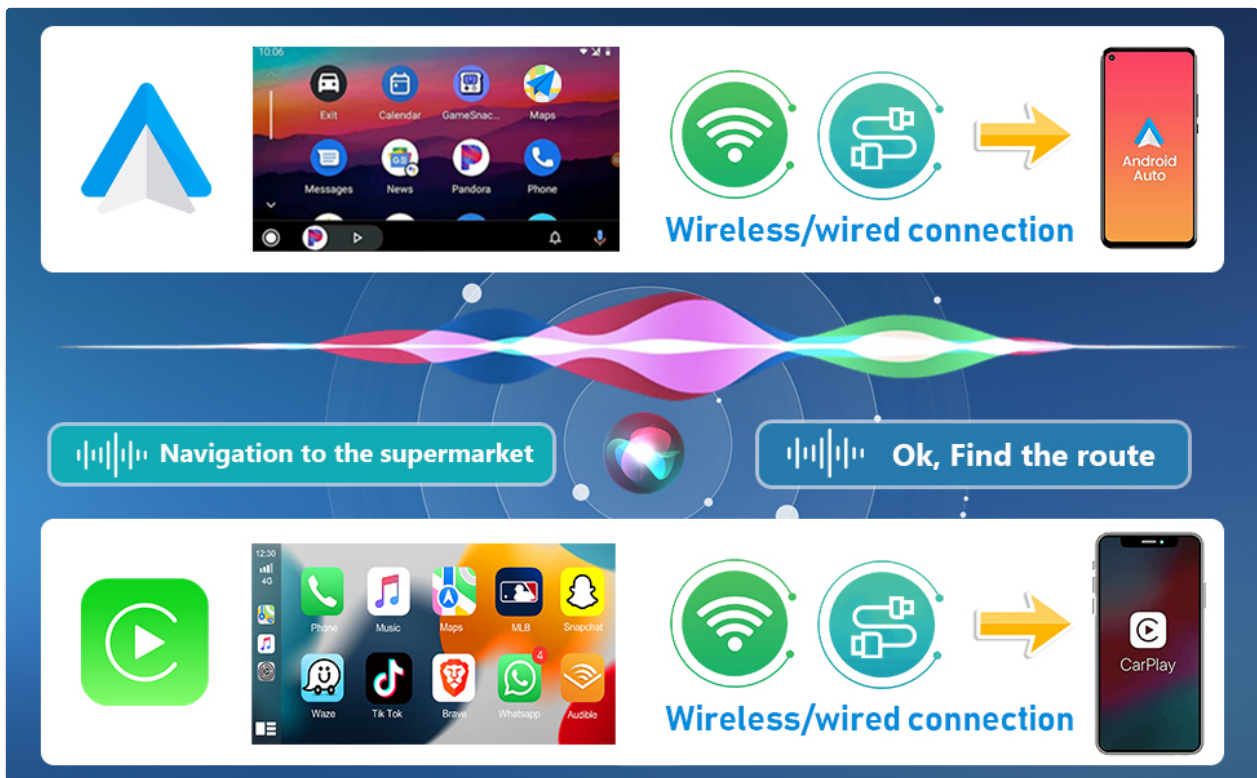 10:06
Exit
Calendar
GameSnac...
Maps
Messages
News
Pandora
Phone
Wireless/wired connection
Android
Auto
Navigation to the supermarket
Ok, Find the route
12:30
4G
Phone
Music
Maps
MLB
Snapchat
4
Waze
Tik Tok
Brave
Whatsapp
Audible
Wireless/wired connection
CarPlay